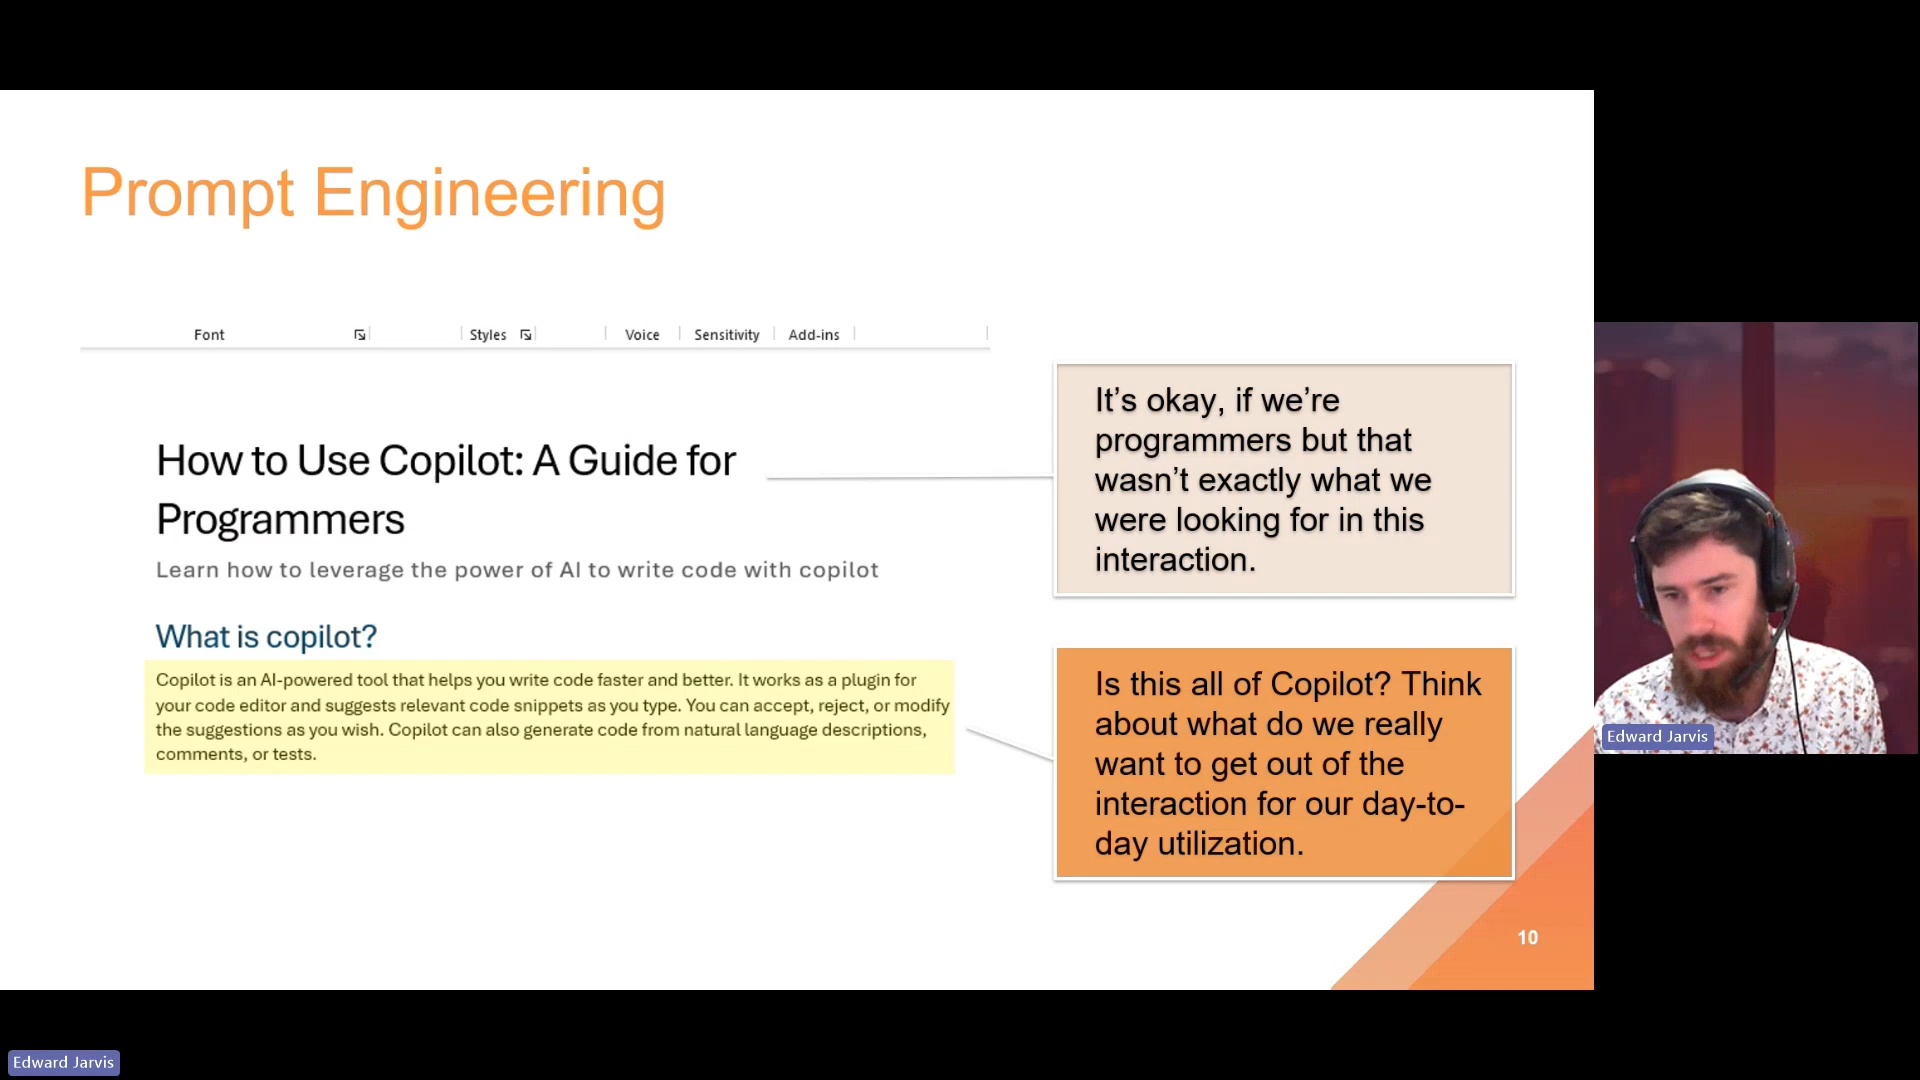 Prompt Engineering
Font
Styles
Voice
Sensitivity
Add-ins
How to Use Copilot: A Guide for
Programmers
Learn how to leverage the power of AI to write code with copilot
What is copilot?
Copilot is an AI-powered tool that helps you write code faster and better. It works as a plugin for
your code editor and suggests relevant code snippets as you type. You can accept, reject, or modify
the suggestions as you wish. Copilot can also generate code from natural language descriptions,
comments, or tests.
It’s okay, if we’re
programmers but that
wasn’t exactly what we
were looking for in this
interaction.
Is this all of Copilot? Think
about what do we really
want to get out of the
interaction for our day-to-
day utilization.
10
Edward Jarvis
Edward Jarvis